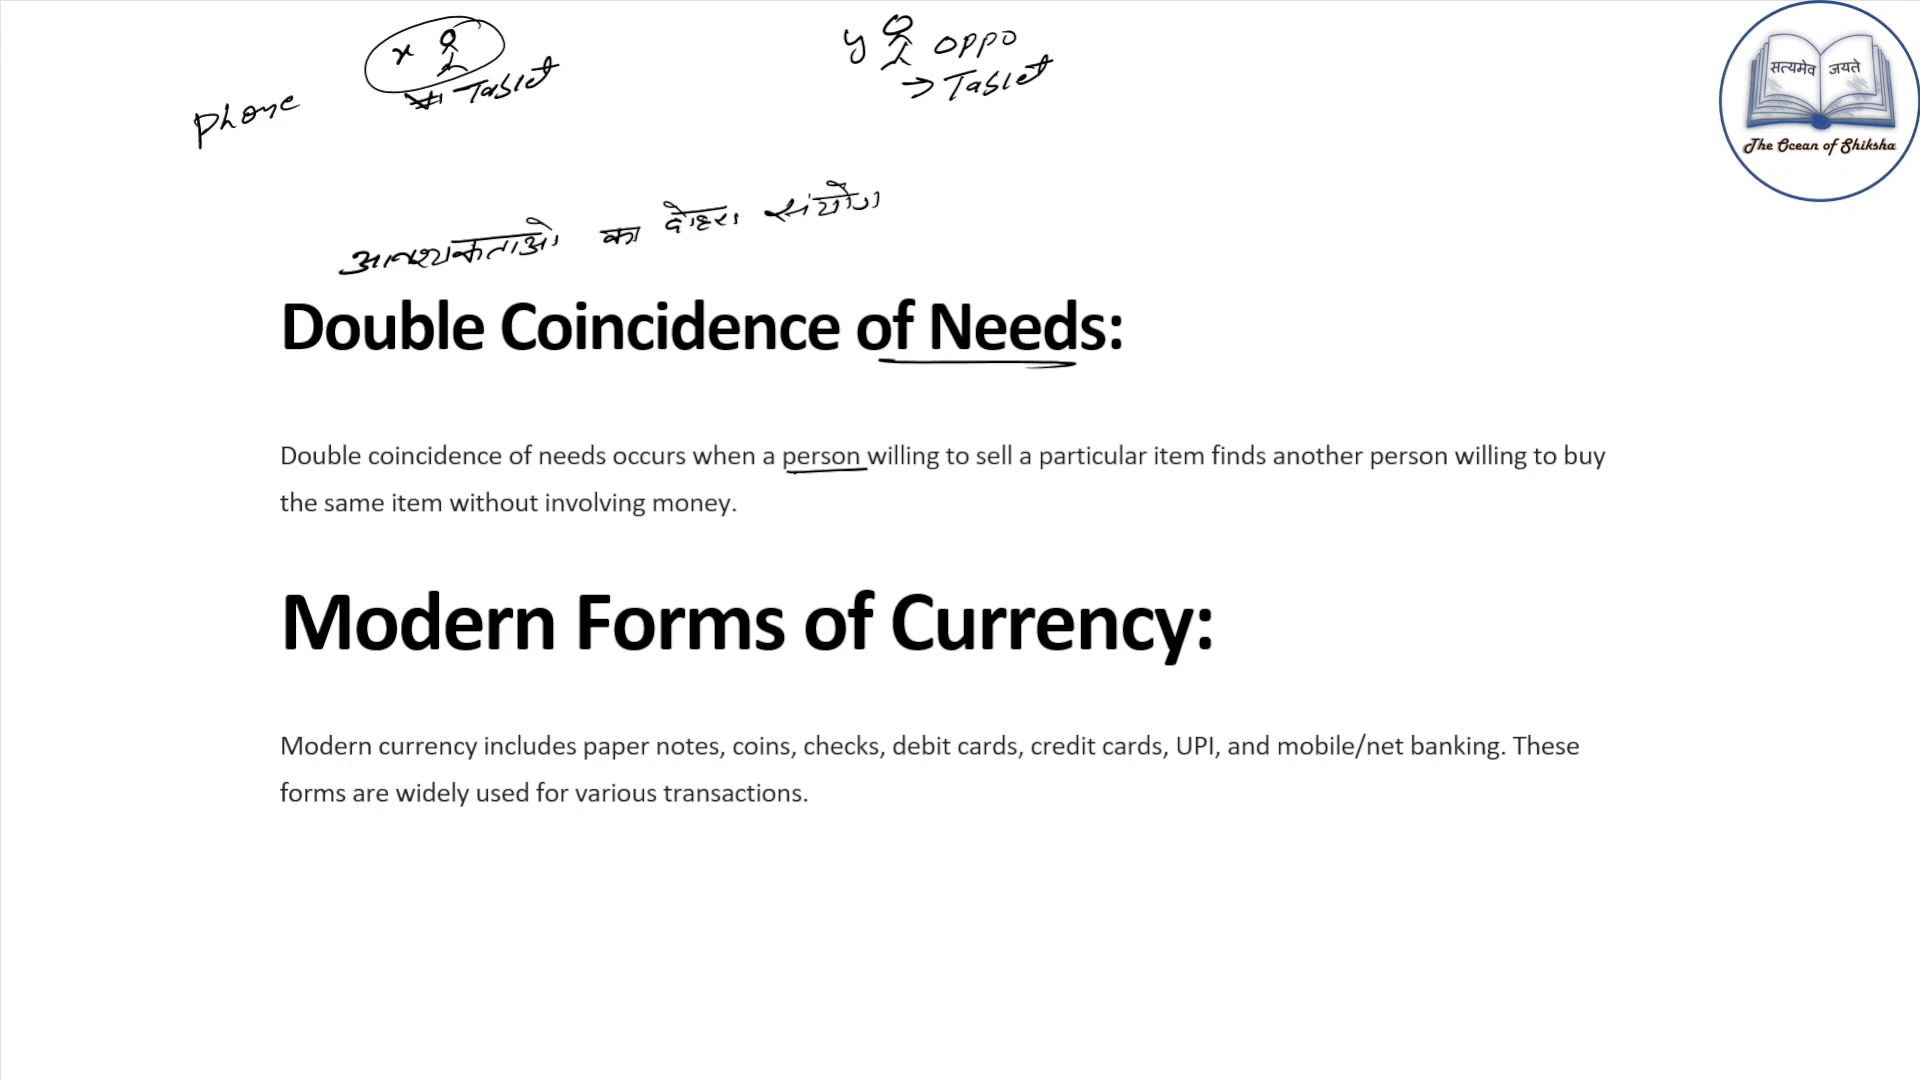 x
y
OPPO
Tablet
→ Tablet
Phone
सत्यमेव जयते
The Ocean of Shiksha
आवश्यकताओ का दोहरा संयोग
Double Coincidence of Needs:
Double coincidence of needs occurs when a person willing to sell a particular item finds another person willing to buy
the same item without involving money.
Modern Forms of Currency:
Modern currency includes paper notes, coins, checks, debit cards, credit cards, UPI, and mobile/net banking. These
forms are widely used for various transactions.